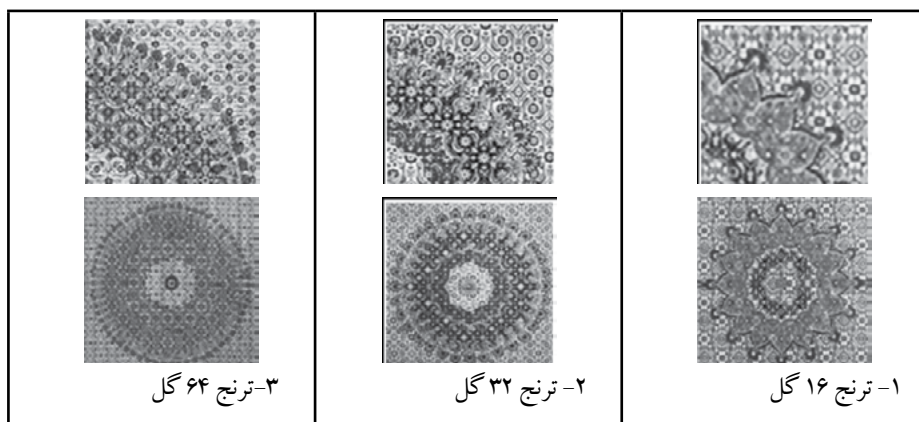 ۱- ترنج ۱۶ گل
۲- ترنج ۳۲ گل
۳-ترنج ۶۴ گل